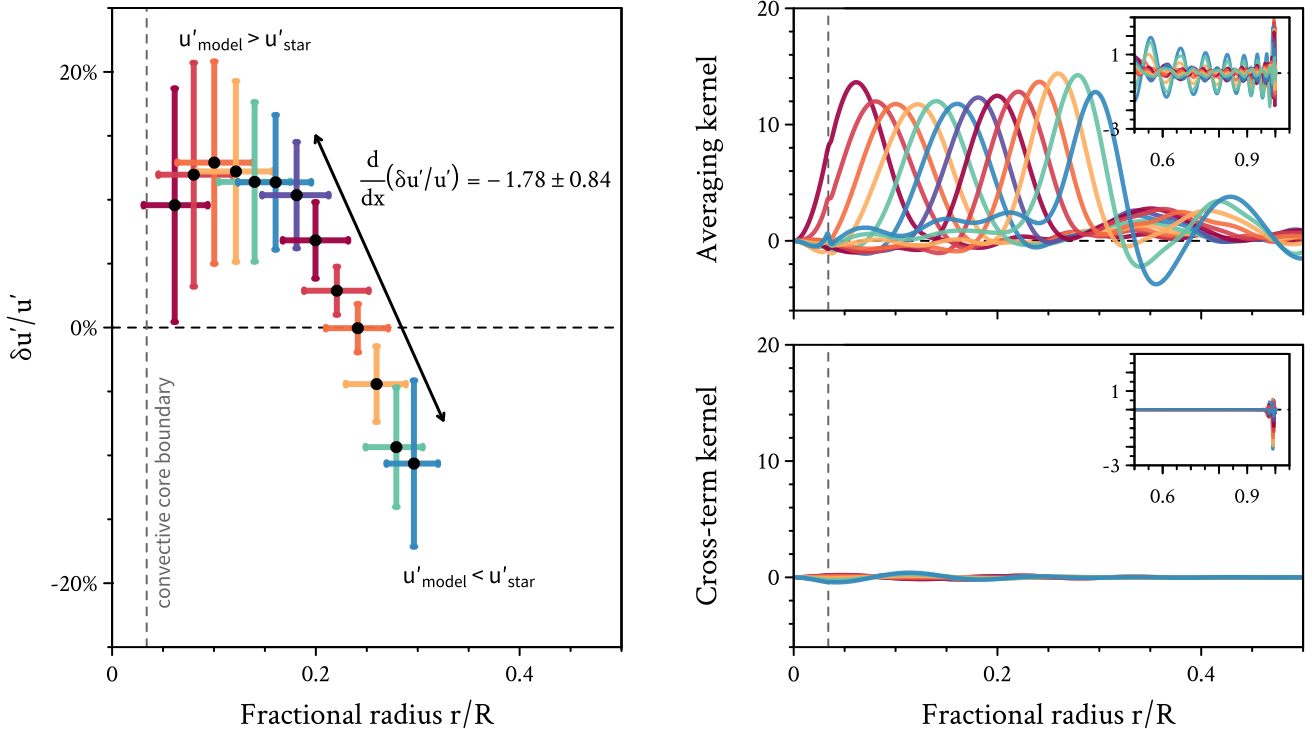 u′model > u′star
20%
d/dx (δu′/u′) = − 1.78 ± 0.84
0%
-20%
δu′/u′
convective core boundary
u′model < u′star
0
0.2
0.4
Fractional radius r/R
20
10
0
Averaging kernel
1
-3
0.6
0.9
20
10
0
Cross-term kernel
1
-3
0.6
0.9
0
0.2
0.4
Fractional radius r/R